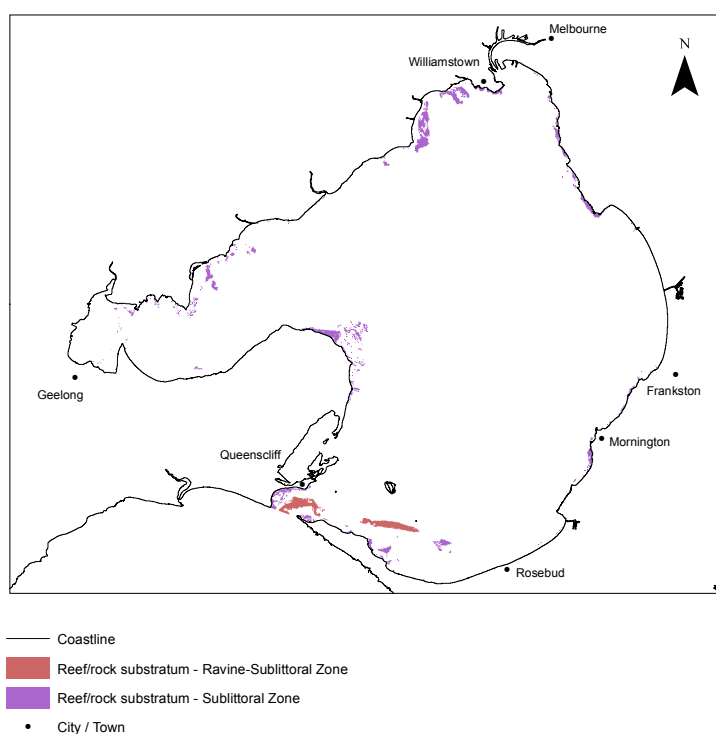 Melbourne
N
Williamstown
Geelong
Frankston
Mornington
Queenscliff
Rosebud
Coastline
Reef/rock substratum - Ravine-Sublittoral Zone
Reef/rock substratum - Sublittoral Zone
City / Town